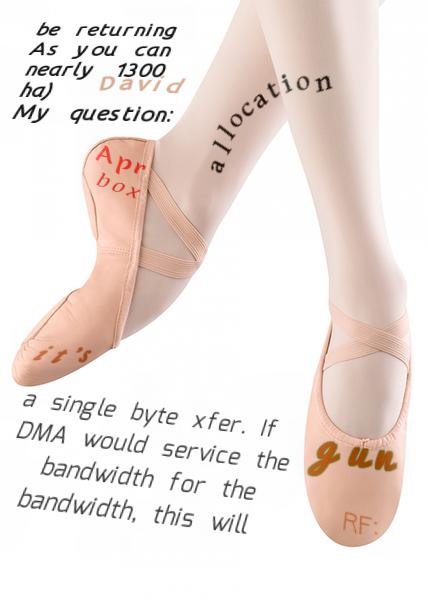 be returning
As you can
nearly 1300
ha)
David
My question:
allocation
Apr
box
it's
a single byte xfer. If
DMA would service the
bandwidth for the
bandwidth, this will
gun
RF: